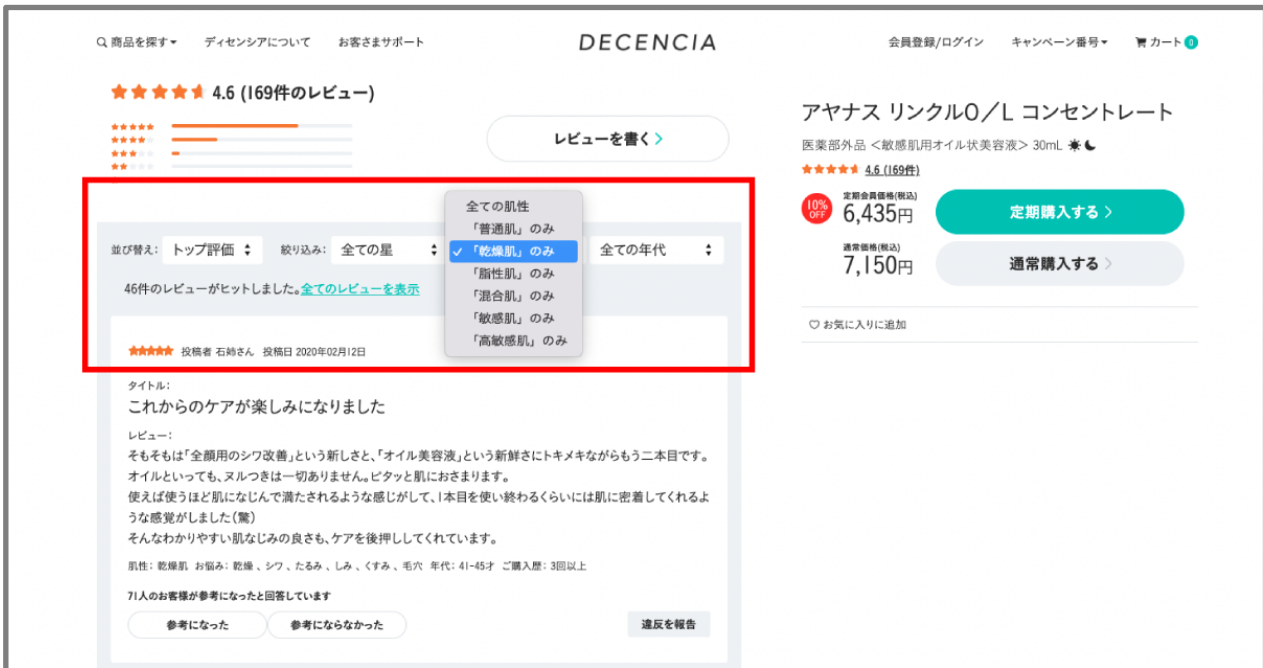 商品を探す▾ ディセンシアについて お客さまサポート DECENCIA 会員登録/ログイン キャンペーン番号▾ カート 0
4.6 (169件のレビュー)
レビューを書く >
アヤナス リンクルO/L コンセントレート
医薬部外品 <敏感肌用オイル状美容液> 30mL
4.6 (169件)
10% OFF
定期会員価格(税込)
6,435円
定期購入する >
通常価格(税込)
7,150円
通常購入する >
♡ お気に入りに追加
全ての肌性
「普通肌」のみ
✓ 「乾燥肌」のみ
「脂性肌」のみ
「混合肌」のみ
「敏感肌」のみ
「高敏感肌」のみ
並び替え: トップ評価 絞り込み: 全ての星 全ての年代
46件のレビューがヒットしました。全てのレビューを表示
★★★★★ 投稿者 石姉さん 投稿日 2020年02月12日
タイトル:
これからのケアが楽しみになりました
レビュー:
そもそもは「全顔用のシワ改善」という新しさと、「オイル美容液」という新鮮さにトキメキながらもう二本目です。
オイルといっても、ヌルつきは一切ありません。ピタッと肌におさまります。
使えば使うほど肌になじんで満たされるような感じがして、1本目を使い終わるくらいには肌に密着してくれるよ
うな感覚がしました(驚)
そんなわかりやすい肌なじみの良さも、ケアを後押ししてくれています。
肌性: 乾燥肌 お悩み: 乾燥 、シワ 、たるみ 、しみ 、くすみ 、毛穴 年代: 41-45才 ご購入歴: 3回以上
71人のお客様が参考になったと回答しています
参考になった 参考にならなかった 違反を報告